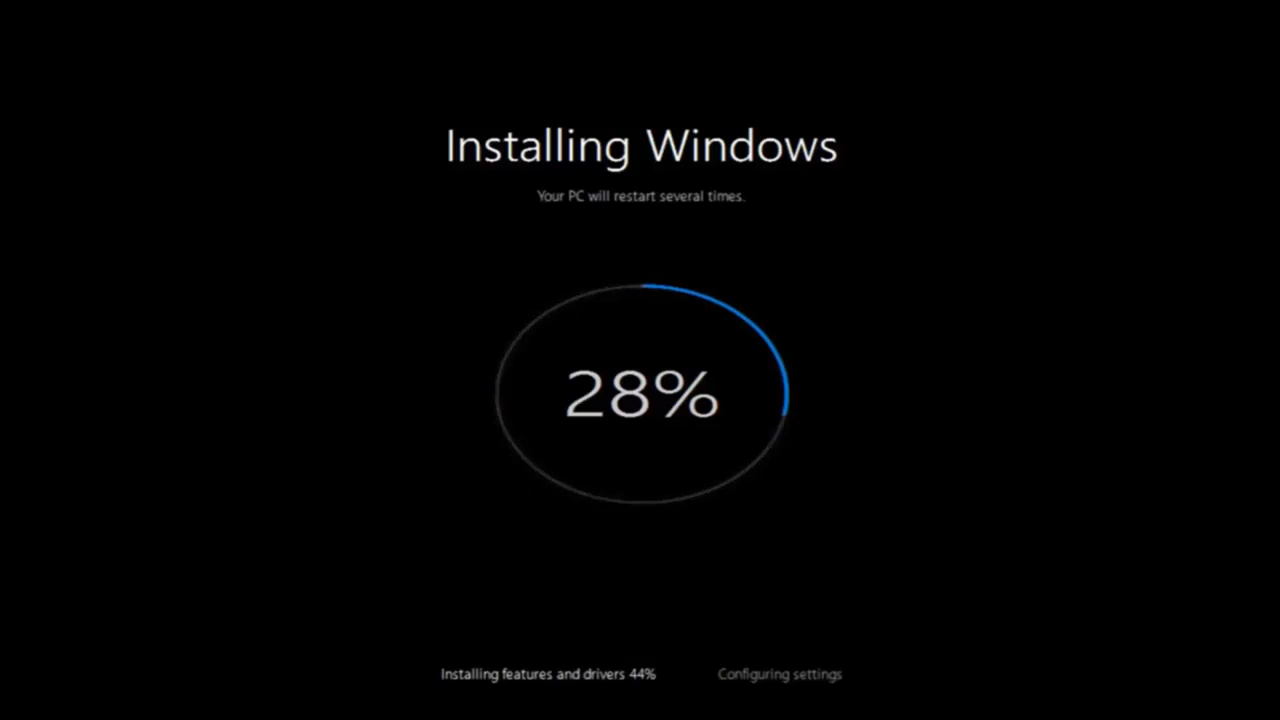 Installing Windows
Your PC will restart several times.
28%
Installing features and drivers 44% Configuring settings